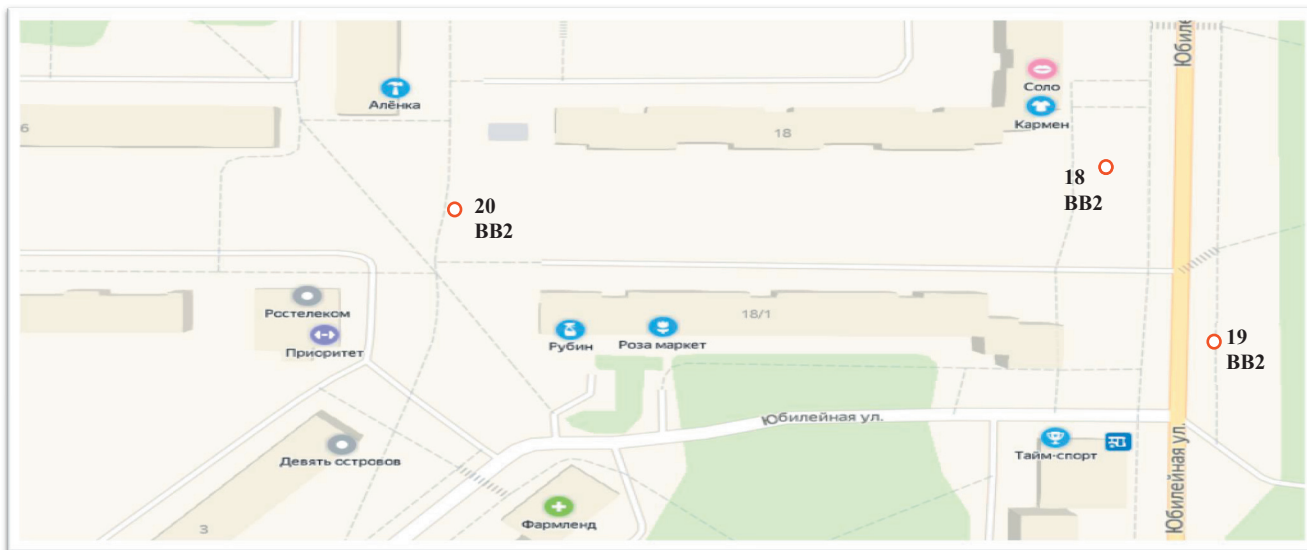 Юбиле
Соло
Алёнка
Кармен
6
18
18
ВВ2
20
ВВ2
Ростелеком
18/1
Приоритет
Рубин
Роза маркет
19
ВВ2
Юбилейная ул.
Девять островов
Тайм-спорт
Юбилейная ул.
Фармленд
3